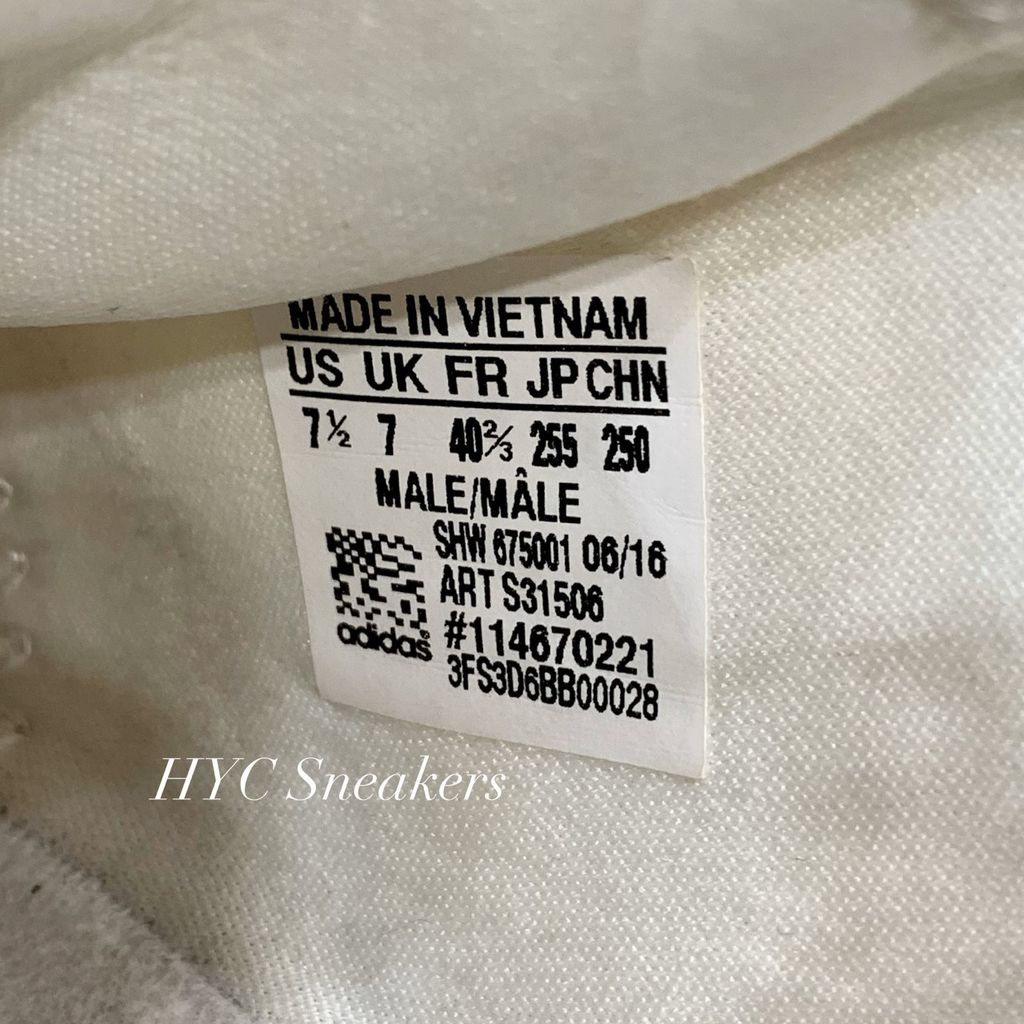 MADE IN VIETNAM
US UK FR JP CHN
7½ 7 40⅔ 255 250
MALE/MÂLE
SHW 675001 06/16
ART S31506
adidas® #114670221
3FS3D6BB00028
HYC Sneakers